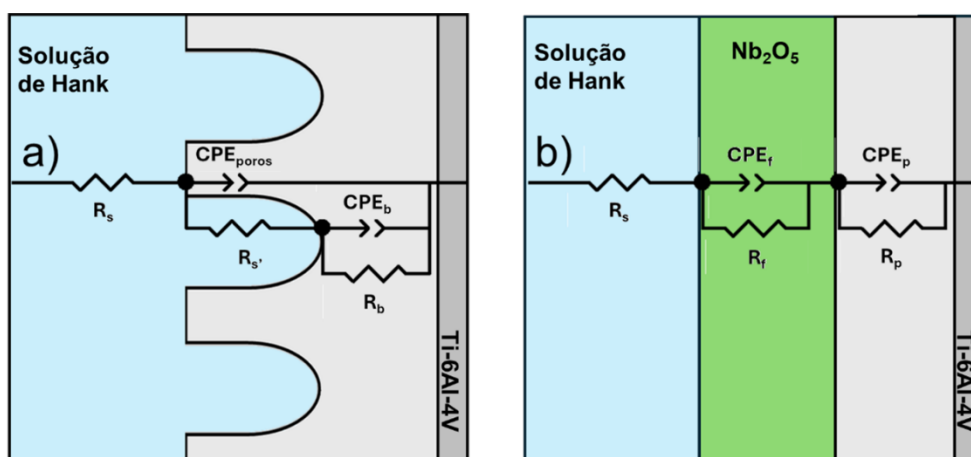 a)
Solução
de Hank
CPEporos
Rs
CPEb
Rs'
Rb
Ti-6Al-4V
b)
Solução
de Hank
Nb₂O₅
CPEf
CPEp
Rs
Rf
Rp
Ti-6Al-4V